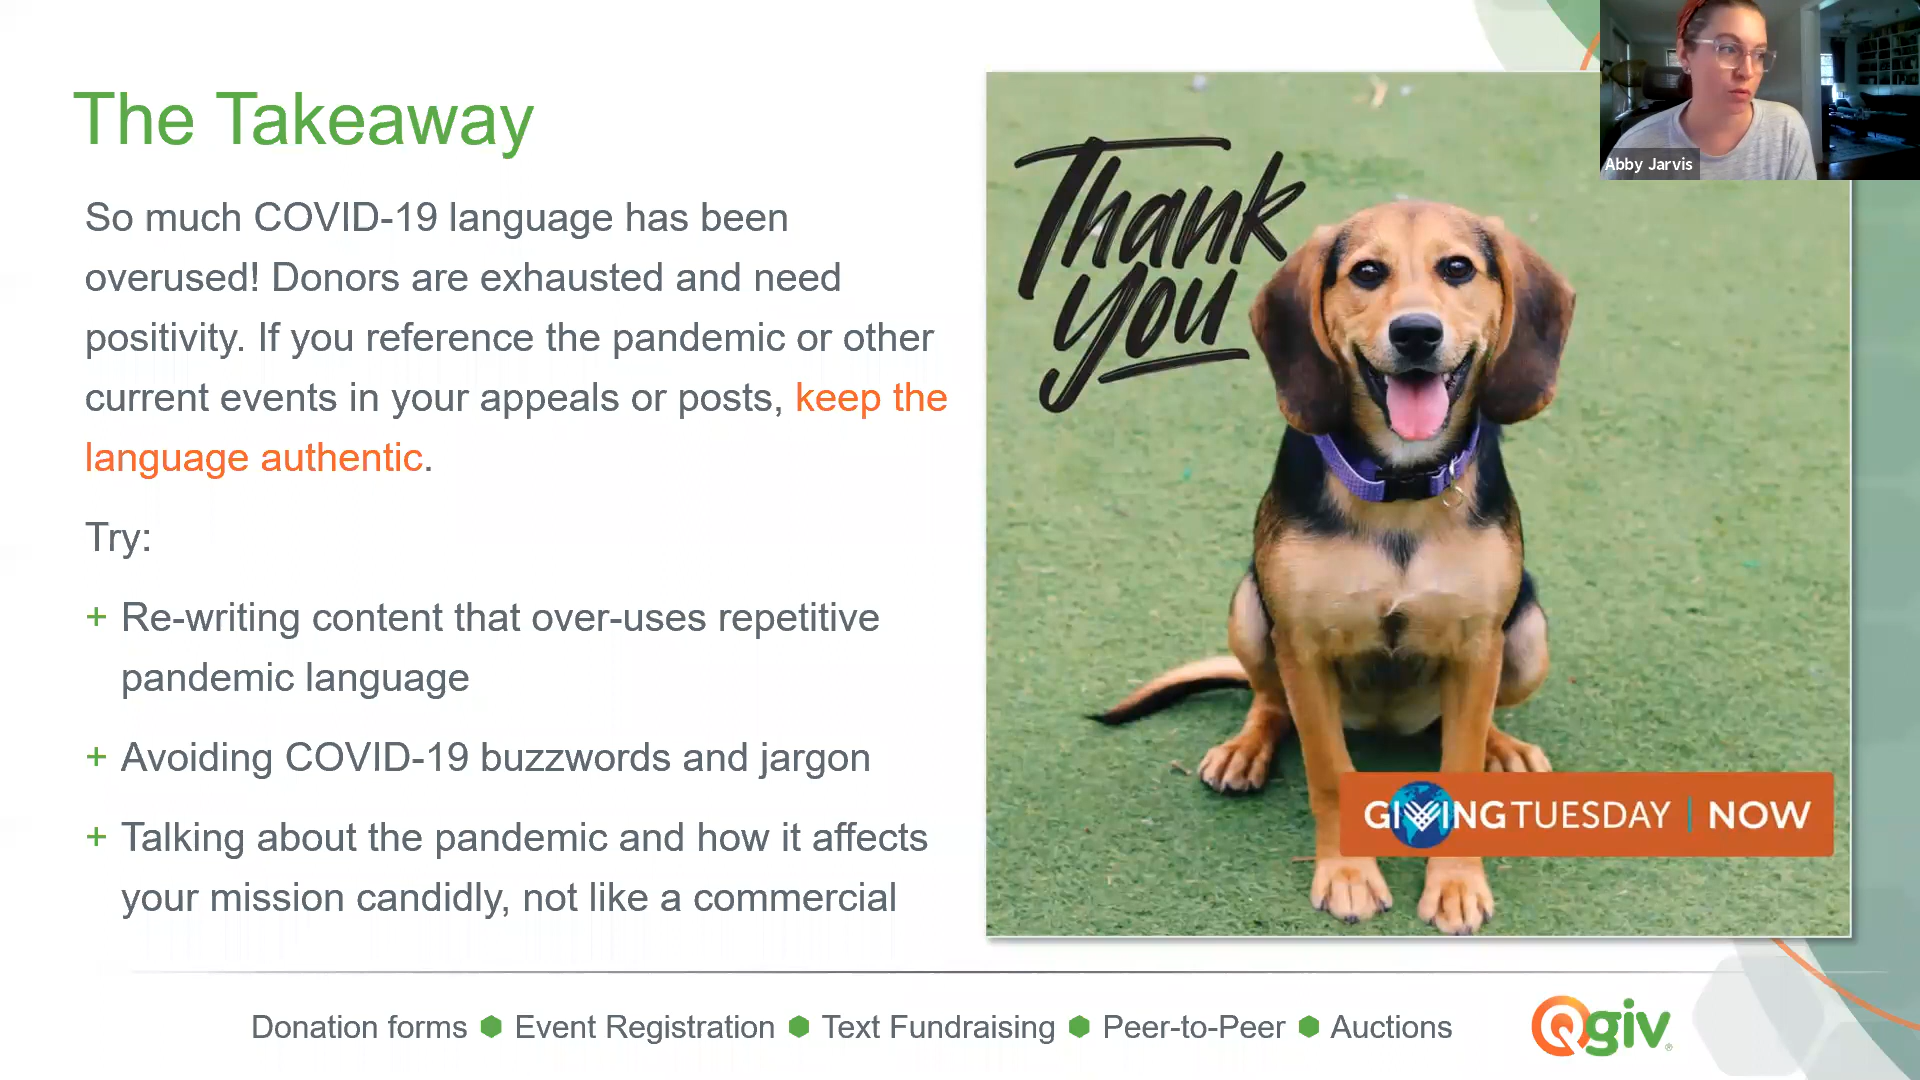 The Takeaway
So much COVID-19 language has been
overused! Donors are exhausted and need
positivity. If you reference the pandemic or other
current events in your appeals or posts, keep the
language authentic.
Try:
+ Re-writing content that over-uses repetitive
pandemic language
+ Avoiding COVID-19 buzzwords and jargon
+ Talking about the pandemic and how it affects
your mission candidly, not like a commercial
Thank
you
GIVINGTUESDAY | NOW
Abby Jarvis
Donation forms ⬢ Event Registration ⬢ Text Fundraising ⬢ Peer-to-Peer ⬢ Auctions
Qgiv®